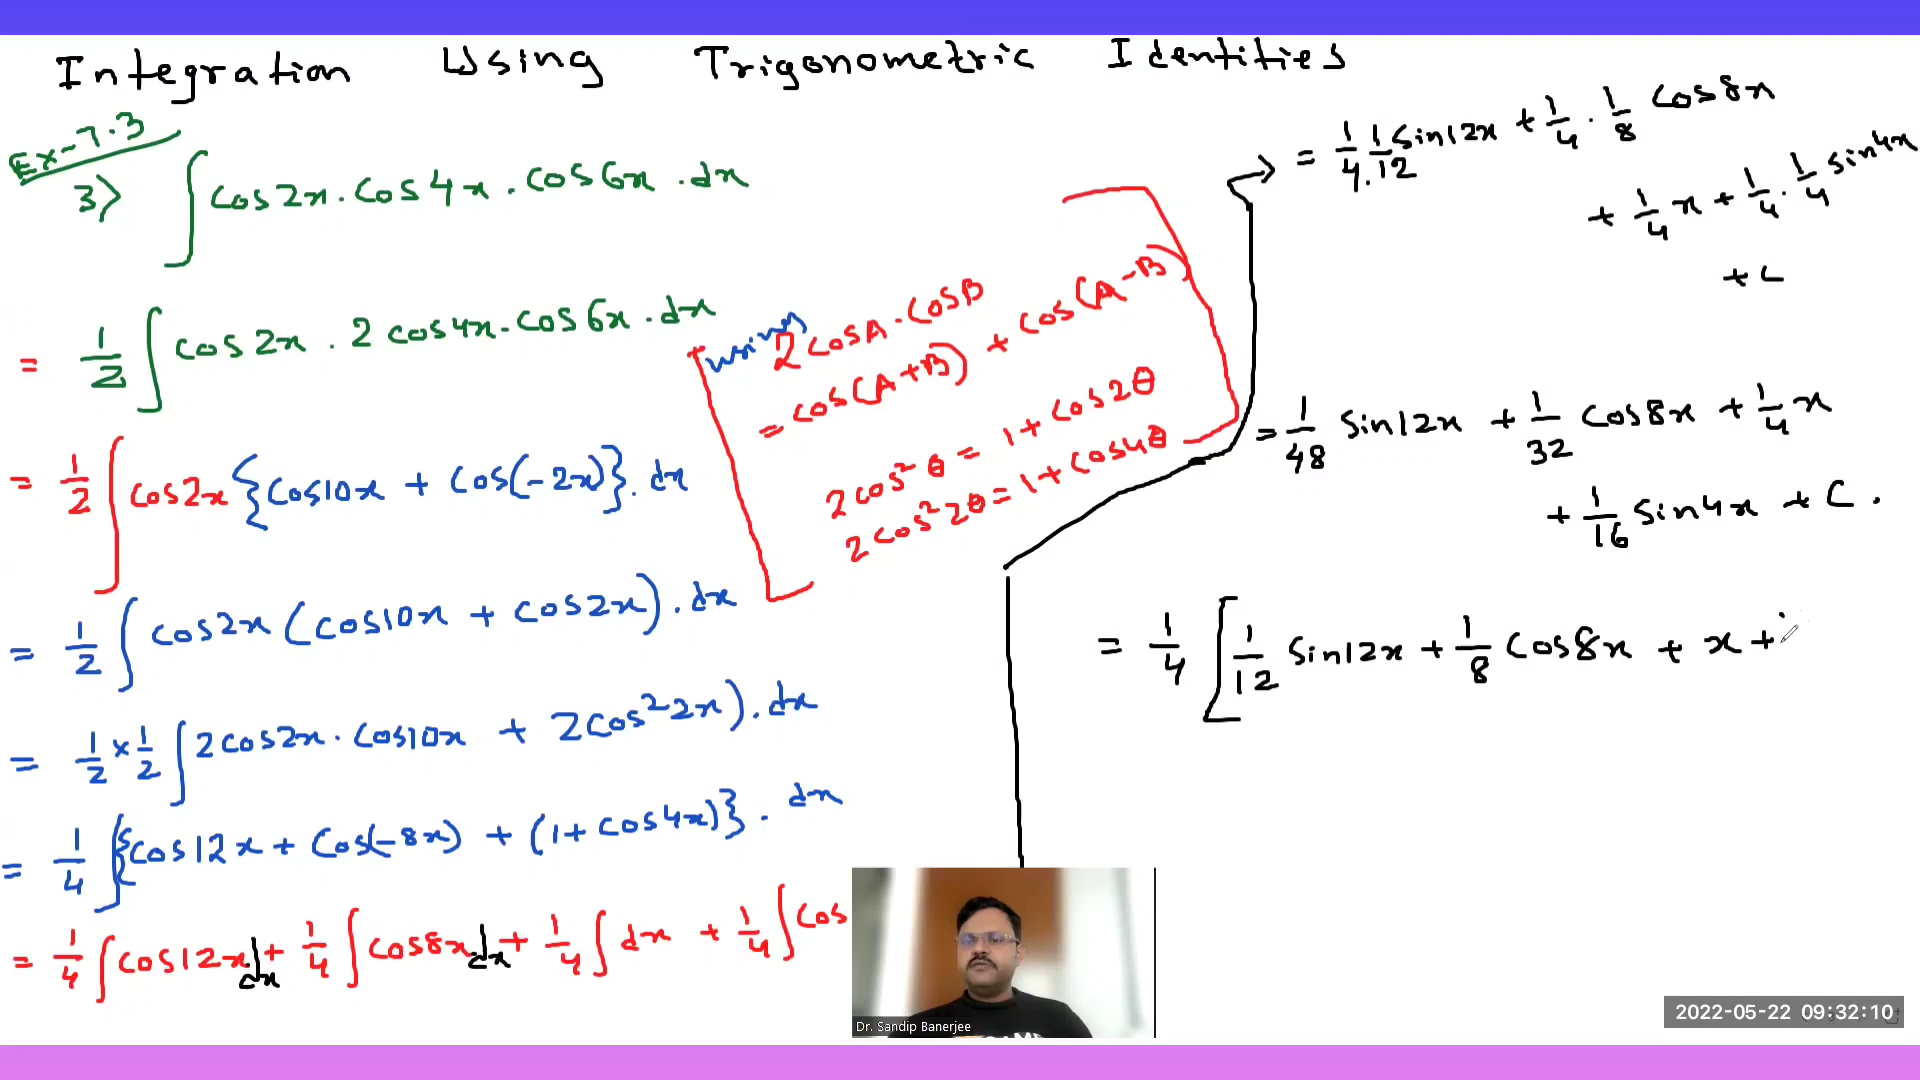 Integration Using Trigonometric Identities
Ex-7.3
3) ∫ cos2x . cos4x . cos6x . dx
= 1/2 ∫ cos2x . 2cos4x . cos6x . dx
= 1/2 ∫ cos2x {cos10x + cos(-2x)} . dx
= 1/2 ∫ cos2x (cos10x + cos2x) . dx
= 1/2 × 1/2 ∫ 2cos2x . cos10x + 2cos²2x) . dx
= 1/4 ∫ {cos12x + cos(-8x) + (1+cos4x)} . dx
= 1/4 ∫ cos12x . dx + 1/4 ∫ cos8x . dx + 1/4 ∫ dx + 1/4 ∫ cos
using 2cosA . cosB
= cos(A+B) + cos(A-B)
2cos²θ = 1+cos2θ
2cos²2θ = 1+cos4θ
= 1/4 . 1/12 sin12x + 1/4 . 1/8 cos8x
+ 1/4 x + 1/4 . 1/4 sin4x
+ C
= 1/48 sin12x + 1/32 cos8x + 1/4 x
+ 1/16 sin4x + C .
= 1/4 [ 1/12 sin12x + 1/8 cos8x + x +
Dr. Sandip Banerjee
2022-05-22 09:32:10